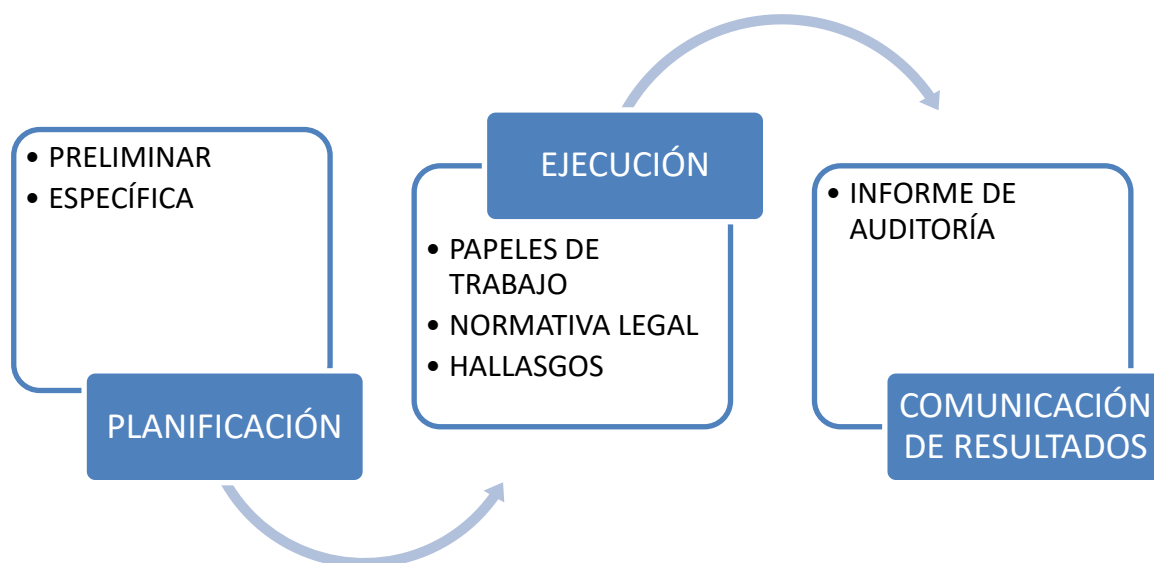 • PRELIMINAR
• ESPECÍFICA
PLANIFICACIÓN
EJECUCIÓN
• PAPELES DE
TRABAJO
• NORMATIVA LEGAL
• HALLASGOS
• INFORME DE
AUDITORÍA
COMUNICACIÓN
DE RESULTADOS